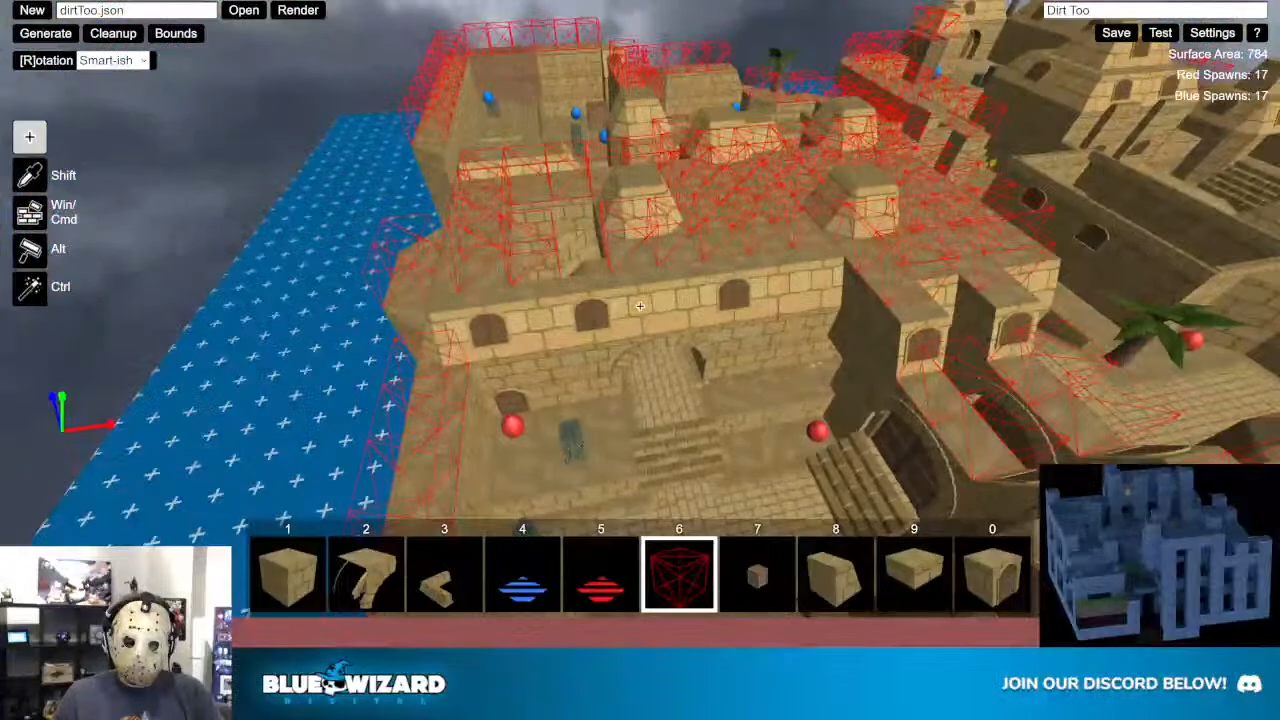 New dirtToo.json Open Render Dirt Too
Generate Cleanup Bounds Save Test Settings ?
[R]otation Smart-ish
Surface Area: 784
Red Spawns: 17
Blue Spawns: 17
+
Shift
Win/
Cmd
Alt
Ctrl
1 2 3 4 5 6 7 8 9 0
BLUE WIZARD
DIGITAL
JOIN OUR DISCORD BELOW!